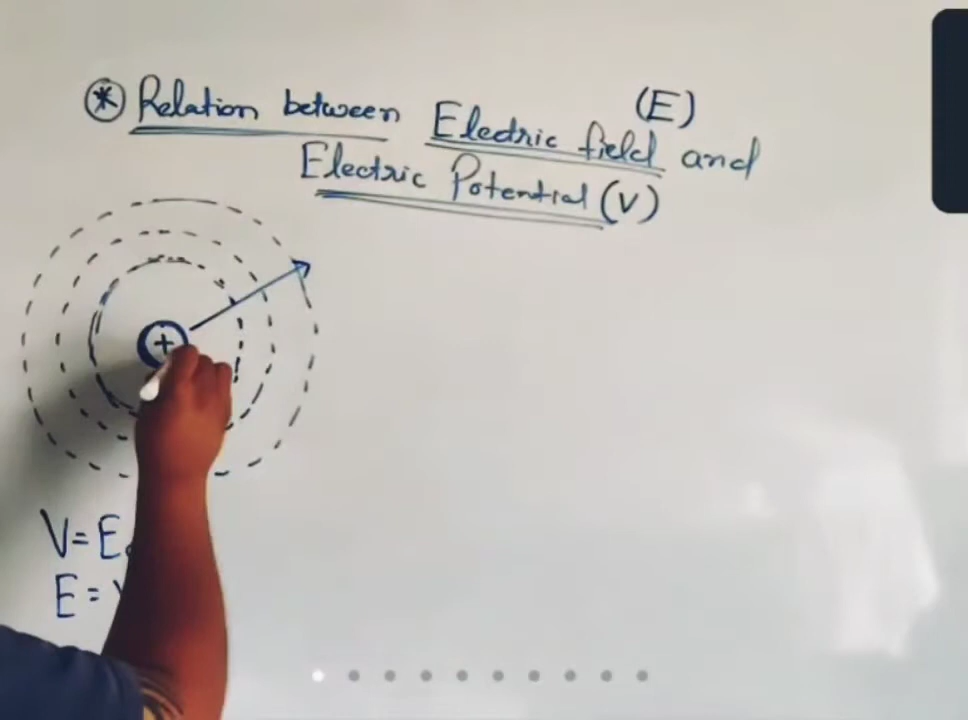 * Relation between Electric field (E) and
Electric Potential (V)
+
V = E
E =